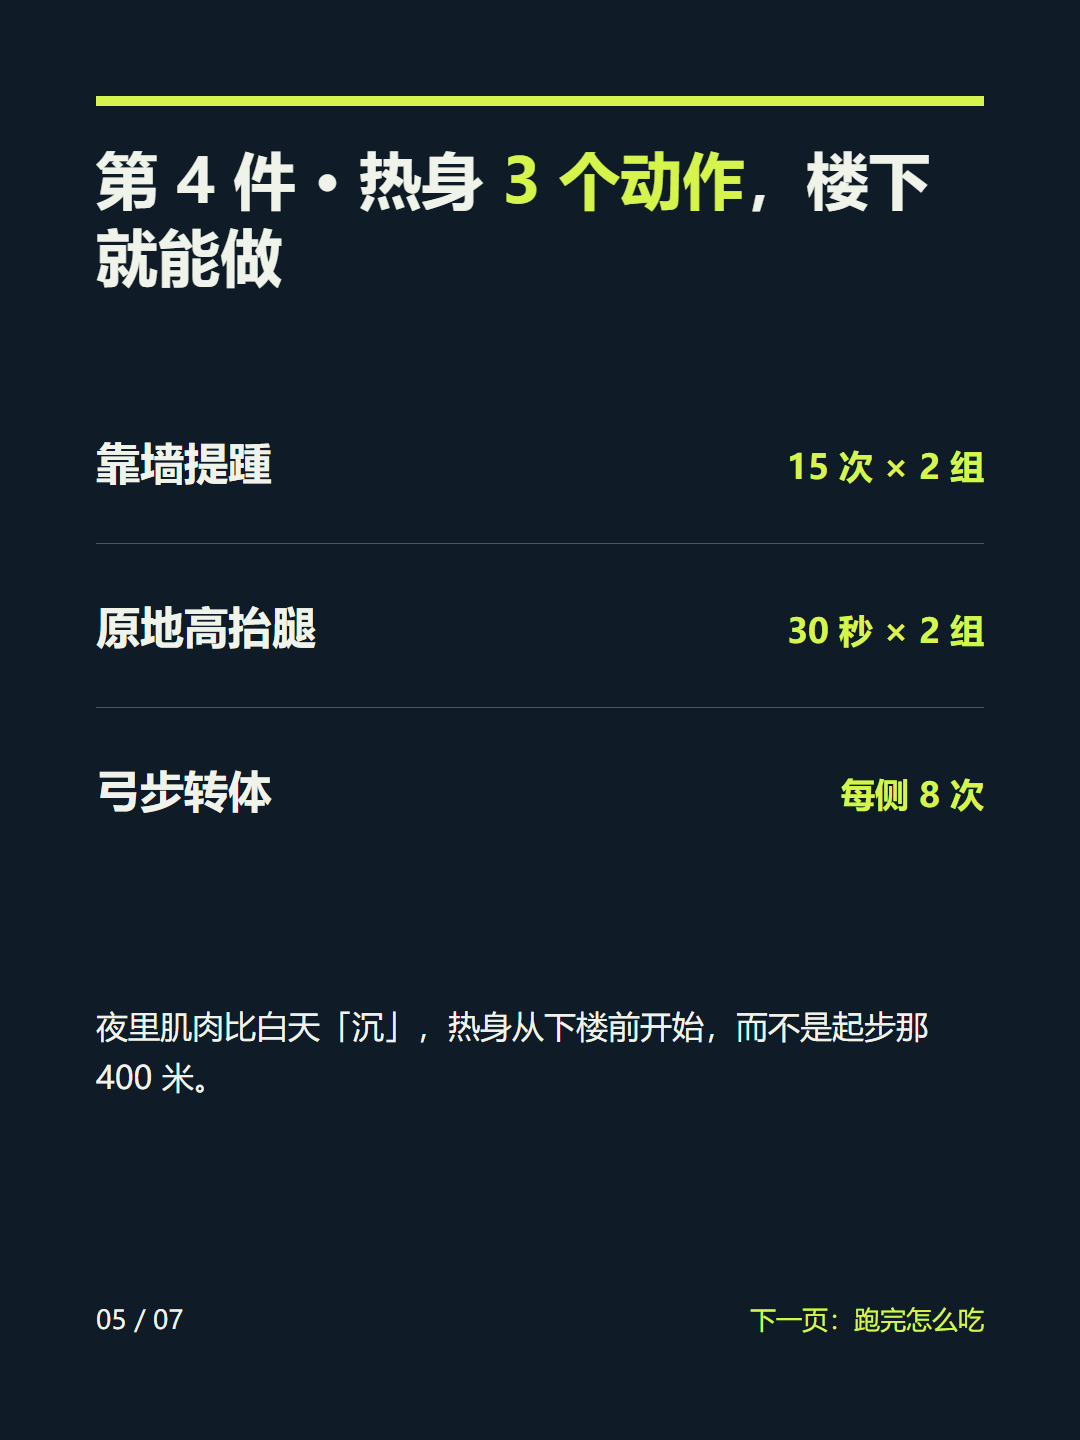 第 4 件 · 热身 3 个动作，楼下
就能做
靠墙提踵
15 次 × 2 组
原地高抬腿
30 秒 × 2 组
弓步转体
每侧 8 次
夜里肌肉比白天「沉」，热身从下楼前开始，而不是起步那
400 米。
05 / 07
下一页：跑完怎么吃